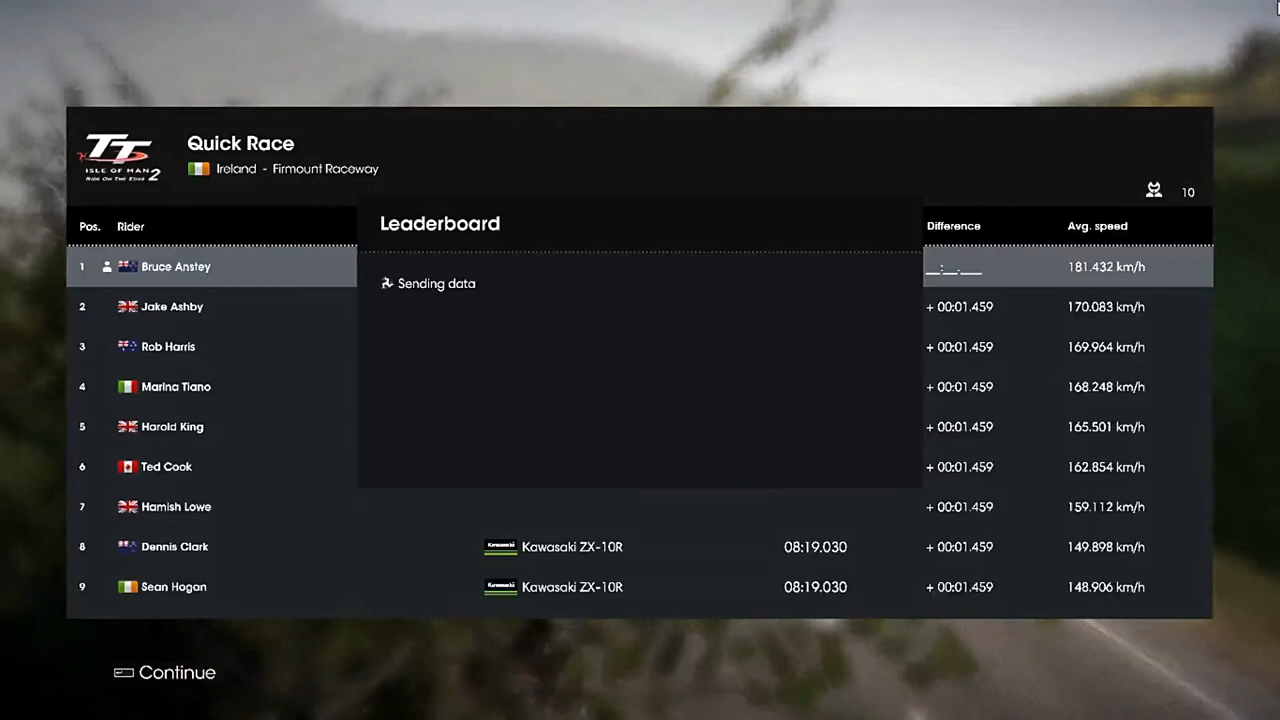 TT
ISLE OF MAN
RIDE ON THE EDGE 2
Quick Race
Ireland - Firmount Raceway
10
Pos. Rider Difference Avg. speed
Leaderboard
Sending data
1 Bruce Anstey __:__.___ 181.432 km/h
2 Jake Ashby + 00:01.459 170.083 km/h
3 Rob Harris + 00:01.459 169.964 km/h
4 Marina Tiano + 00:01.459 168.248 km/h
5 Harold King + 00:01.459 165.501 km/h
6 Ted Cook + 00:01.459 162.854 km/h
7 Hamish Lowe + 00:01.459 159.112 km/h
8 Dennis Clark Kawasaki Kawasaki ZX-10R 08:19.030 + 00:01.459 149.898 km/h
9 Sean Hogan Kawasaki Kawasaki ZX-10R 08:19.030 + 00:01.459 148.906 km/h
Continue